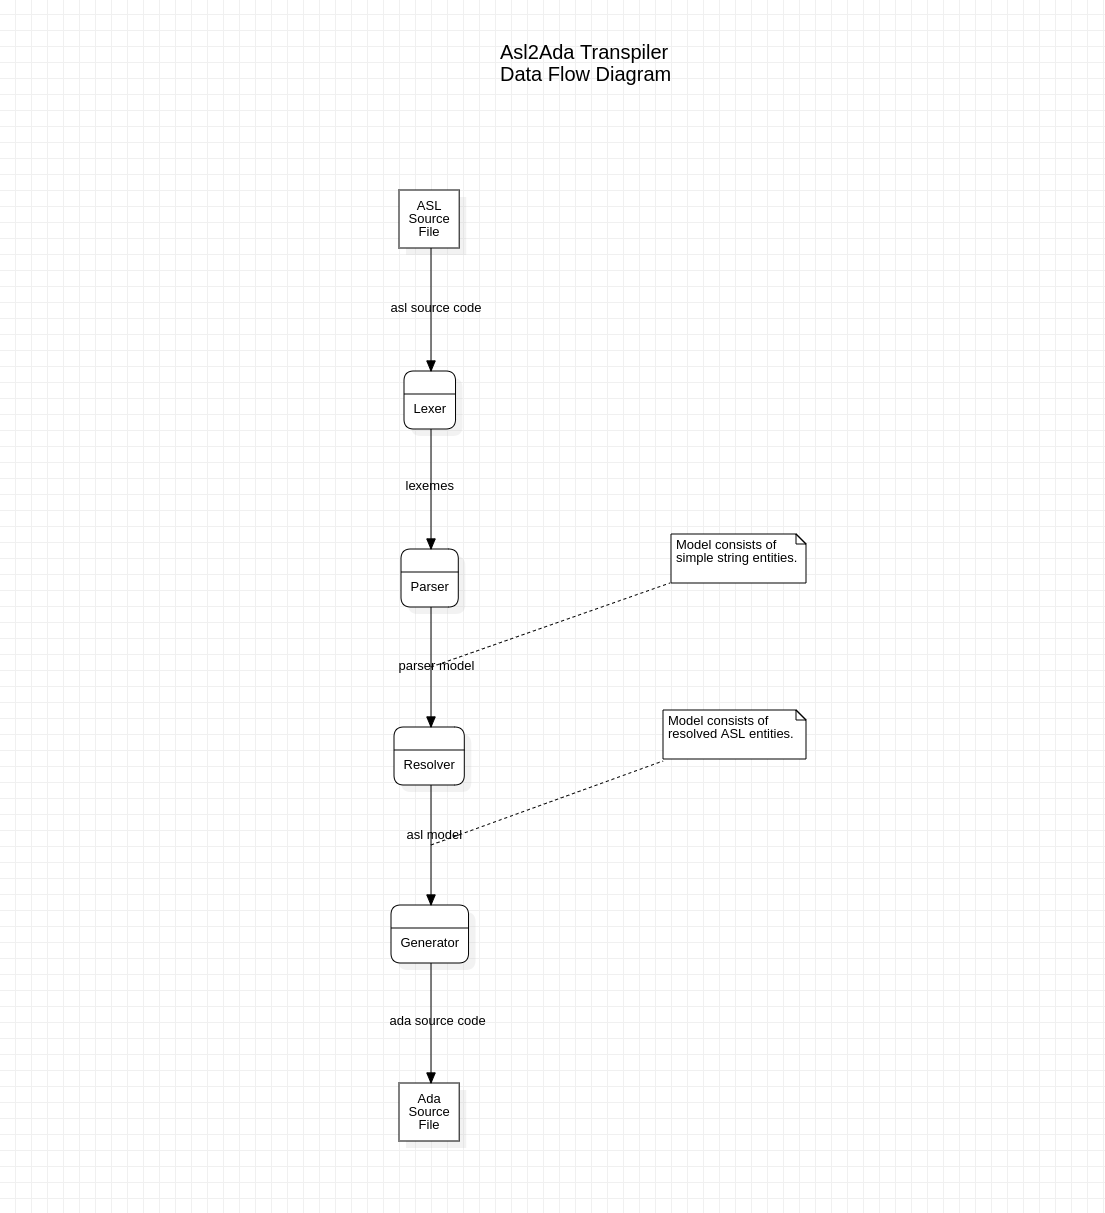 Asl2Ada Transpiler
Data Flow Diagram
ASL
Source
File
asl source code
Lexer
lexemes
Model consists of
simple string entities.
Parser
parser model
Model consists of
resolved ASL entities.
Resolver
asl model
Generator
ada source code
Ada
Source
File